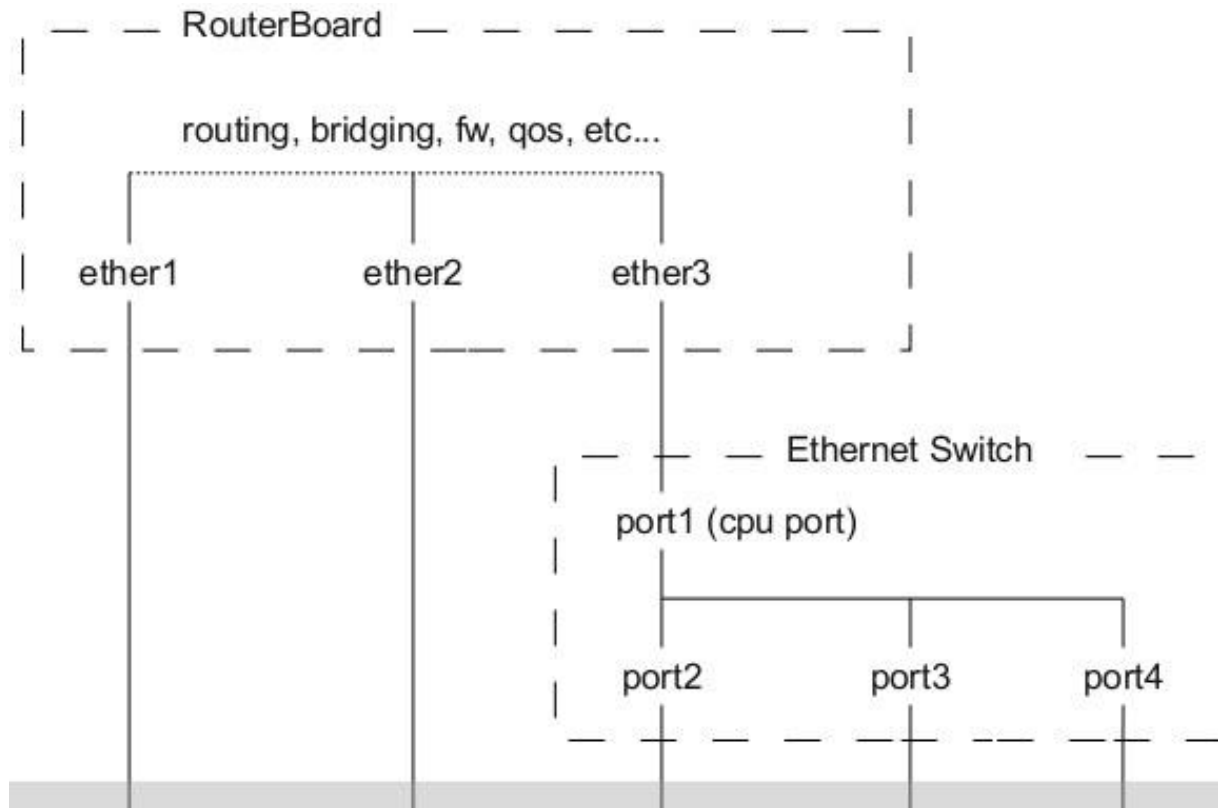 RouterBoard
routing, bridging, fw, qos, etc...
ether1 ether2 ether3
Ethernet Switch
port1 (cpu port)
port2 port3 port4